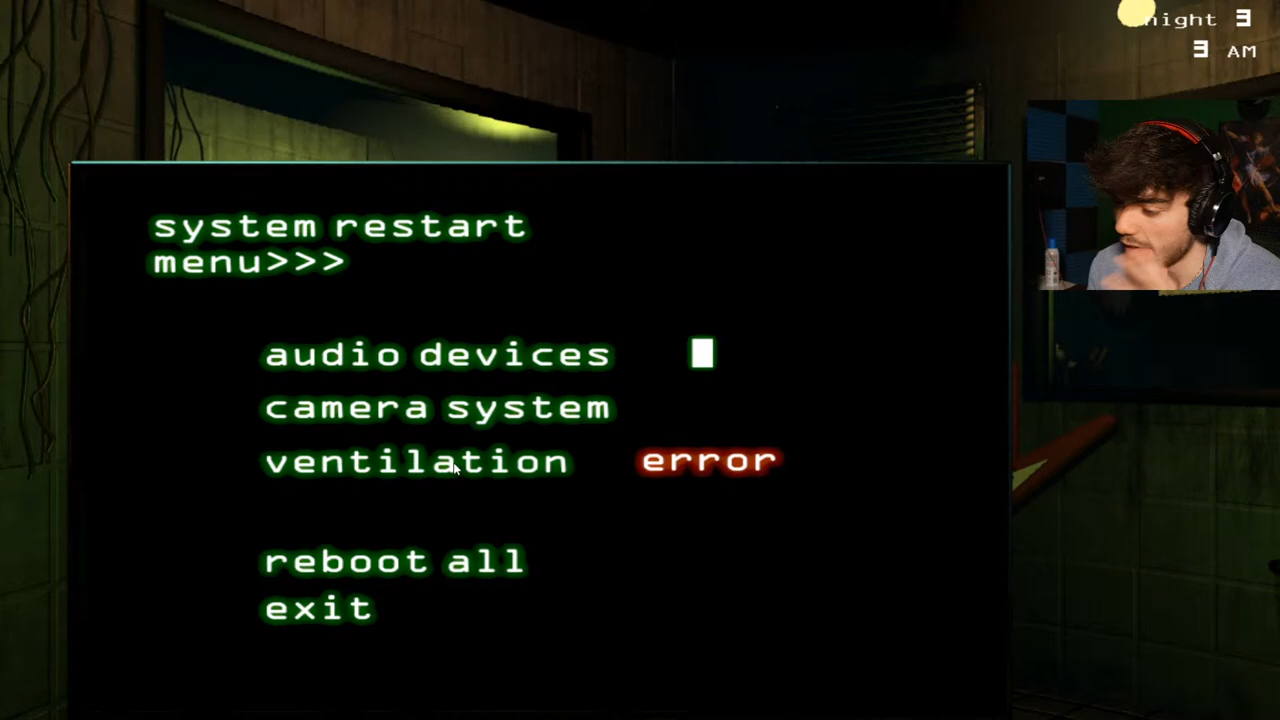 night 3
3 AM
system restart
menu>>>
audio devices
camera system
ventilation error
reboot all
exit